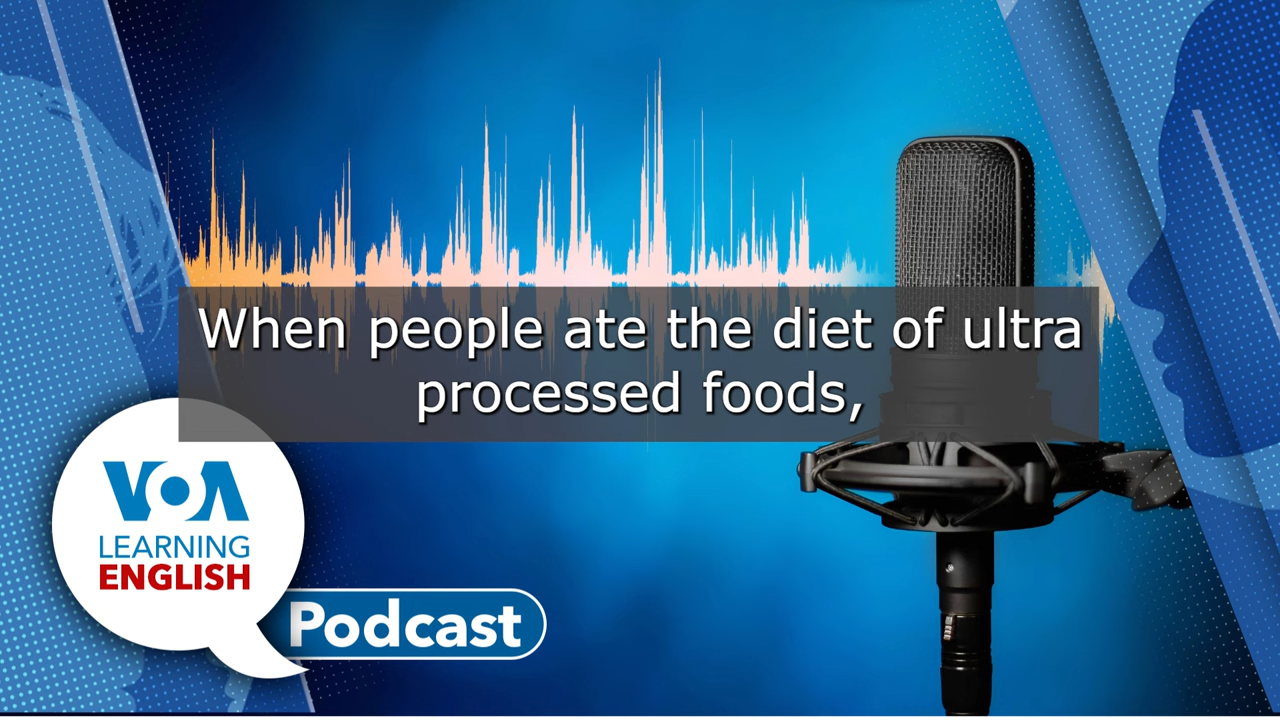 When people ate the diet of ultra
processed foods,
VOA
LEARNING
ENGLISH
Podcast